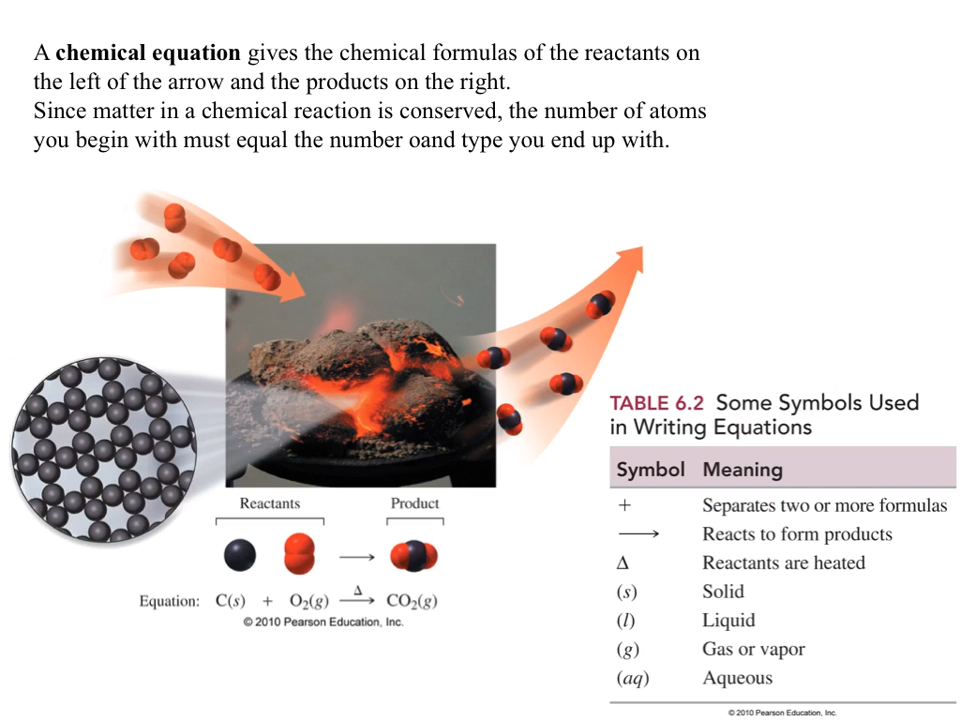 A chemical equation gives the chemical formulas of the reactants on
the left of the arrow and the products on the right.
Since matter in a chemical reaction is conserved, the number of atoms
you begin with must equal the number oand type you end up with.
Reactants Product
Equation: C(s) + O₂(g) Δ⟶ CO₂(g)
© 2010 Pearson Education, Inc.
TABLE 6.2 Some Symbols Used
in Writing Equations
Symbol Meaning
+ Separates two or more formulas
⟶ Reacts to form products
Δ Reactants are heated
(s) Solid
(l) Liquid
(g) Gas or vapor
(aq) Aqueous
© 2010 Pearson Education, Inc.